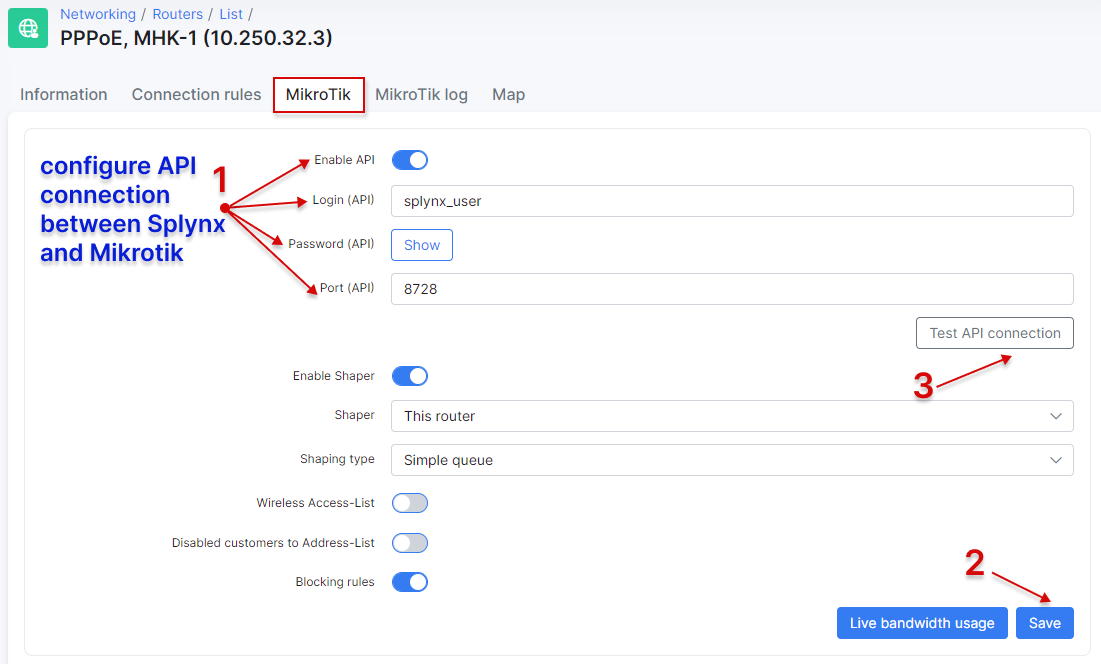 Networking / Routers / List /
PPPoE, MHK-1 (10.250.32.3)
Information Connection rules MikroTik MikroTik log Map
configure API
connection
between Splynx
and Mikrotik
1
Enable API
Login (API) splynx_user
Password (API) Show
Port (API) 8728
Test API connection
3
Enable Shaper
Shaper This router
Shaping type Simple queue
Wireless Access-List
Disabled customers to Address-List
Blocking rules
2
Live bandwidth usage Save